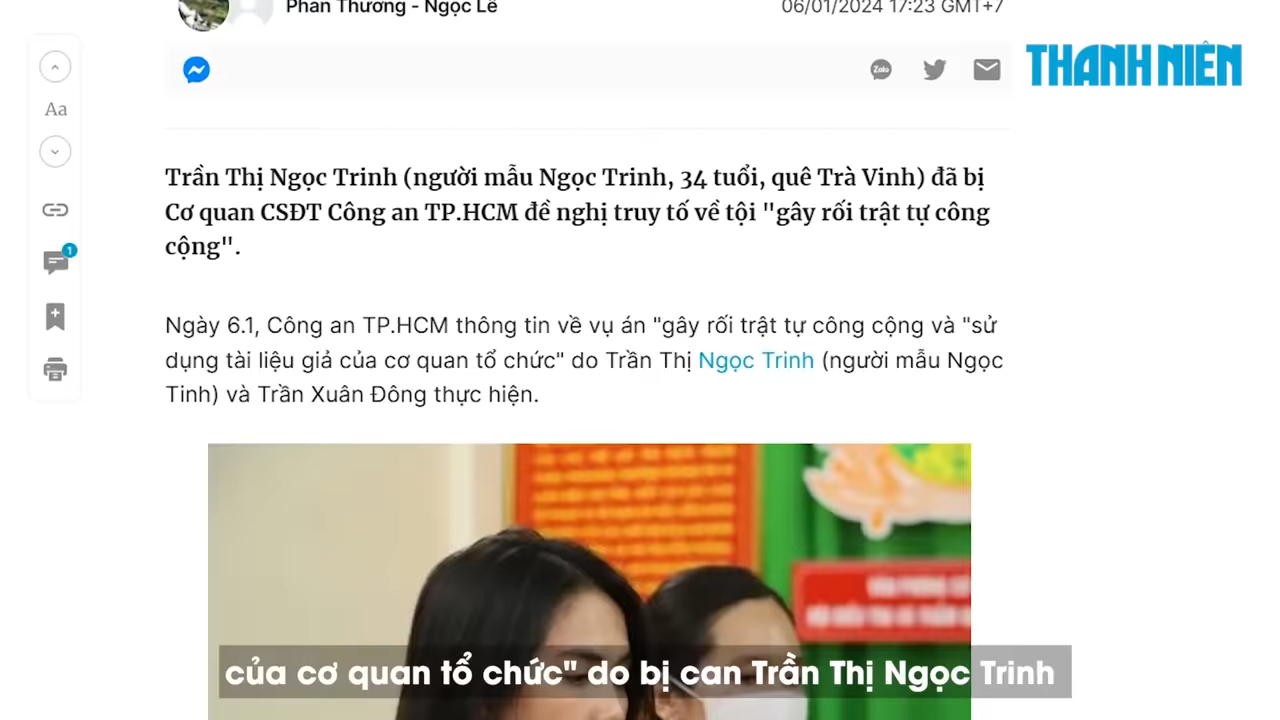 Phan Thương - Ngọc Lê
06/01/2024 17:23 GMT+7
Zalo
THANH NIÊN
Aa
1
Trần Thị Ngọc Trinh (người mẫu Ngọc Trinh, 34 tuổi, quê Trà Vinh) đã bị
Cơ quan CSĐT Công an TP.HCM đề nghị truy tố về tội "gây rối trật tự công
cộng".
Ngày 6.1, Công an TP.HCM thông tin về vụ án "gây rối trật tự công cộng và "sử
dụng tài liệu giả của cơ quan tổ chức" do Trần Thị Ngọc Trinh (người mẫu Ngọc
Tinh) và Trần Xuân Đông thực hiện.
của cơ quan tổ chức" do bị can Trần Thị Ngọc Trinh